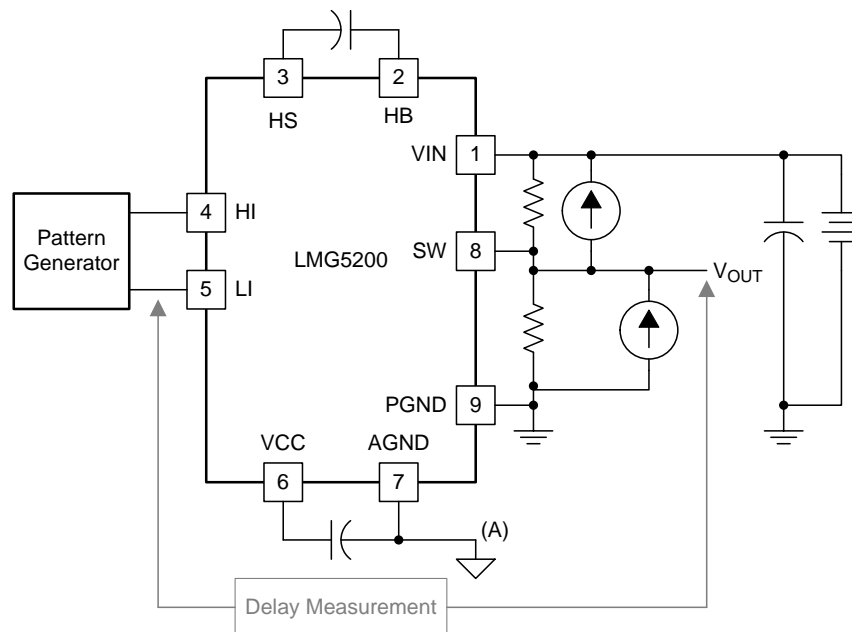 3
2
HS
HB
VIN
1
4
HI
Pattern
Generator
LMG5200
SW
8
VOUT
5
LI
PGND
9
VCC
AGND
6
7
(A)
Delay Measurement